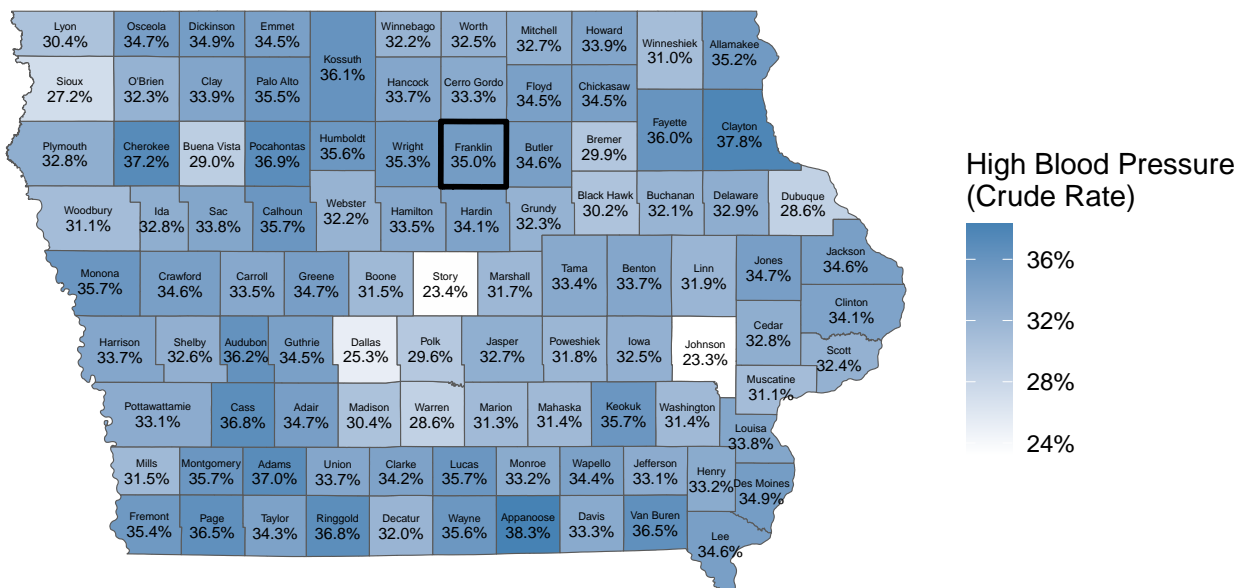 Lyon
30.4%
Osceola
34.7%
Dickinson
34.9%
Emmet
34.5%
Kossuth
36.1%
Winnebago
32.2%
Worth
32.5%
Mitchell
32.7%
Howard
33.9%
Winneshiek
31.0%
Allamakee
35.2%
Sioux
27.2%
O'Brien
32.3%
Clay
33.9%
Palo Alto
35.5%
Hancock
33.7%
Cerro Gordo
33.3%
Floyd
34.5%
Chickasaw
34.5%
Fayette
36.0%
Clayton
37.8%
Plymouth
32.8%
Cherokee
37.2%
Buena Vista
29.0%
Pocahontas
36.9%
Humboldt
35.6%
Wright
35.3%
Franklin
35.0%
Butler
34.6%
Bremer
29.9%
Woodbury
31.1%
Ida
32.8%
Sac
33.8%
Calhoun
35.7%
Webster
32.2%
Hamilton
33.5%
Hardin
34.1%
Grundy
32.3%
Black Hawk
30.2%
Buchanan
32.1%
Delaware
32.9%
Dubuque
28.6%
Monona
35.7%
Crawford
34.6%
Carroll
33.5%
Greene
34.7%
Boone
31.5%
Story
23.4%
Marshall
31.7%
Tama
33.4%
Benton
33.7%
Linn
31.9%
Jones
34.7%
Jackson
34.6%
Clinton
34.1%
Harrison
33.7%
Shelby
32.6%
Audubon
36.2%
Guthrie
34.5%
Dallas
25.3%
Polk
29.6%
Jasper
32.7%
Poweshiek
31.8%
Iowa
32.5%
Johnson
23.3%
Cedar
32.8%
Scott
32.4%
Muscatine
31.1%
Pottawattamie
33.1%
Cass
36.8%
Adair
34.7%
Madison
30.4%
Warren
28.6%
Marion
31.3%
Mahaska
31.4%
Keokuk
35.7%
Washington
31.4%
Louisa
33.8%
Mills
31.5%
Montgomery
35.7%
Adams
37.0%
Union
33.7%
Clarke
34.2%
Lucas
35.7%
Monroe
33.2%
Wapello
34.4%
Jefferson
33.1%
Henry
33.2%
Des Moines
34.9%
Fremont
35.4%
Page
36.5%
Taylor
34.3%
Ringgold
36.8%
Decatur
32.0%
Wayne
35.6%
Appanoose
38.3%
Davis
33.3%
Van Buren
36.5%
Lee
34.6%
High Blood Pressure
(Crude Rate)
36%
32%
28%
24%